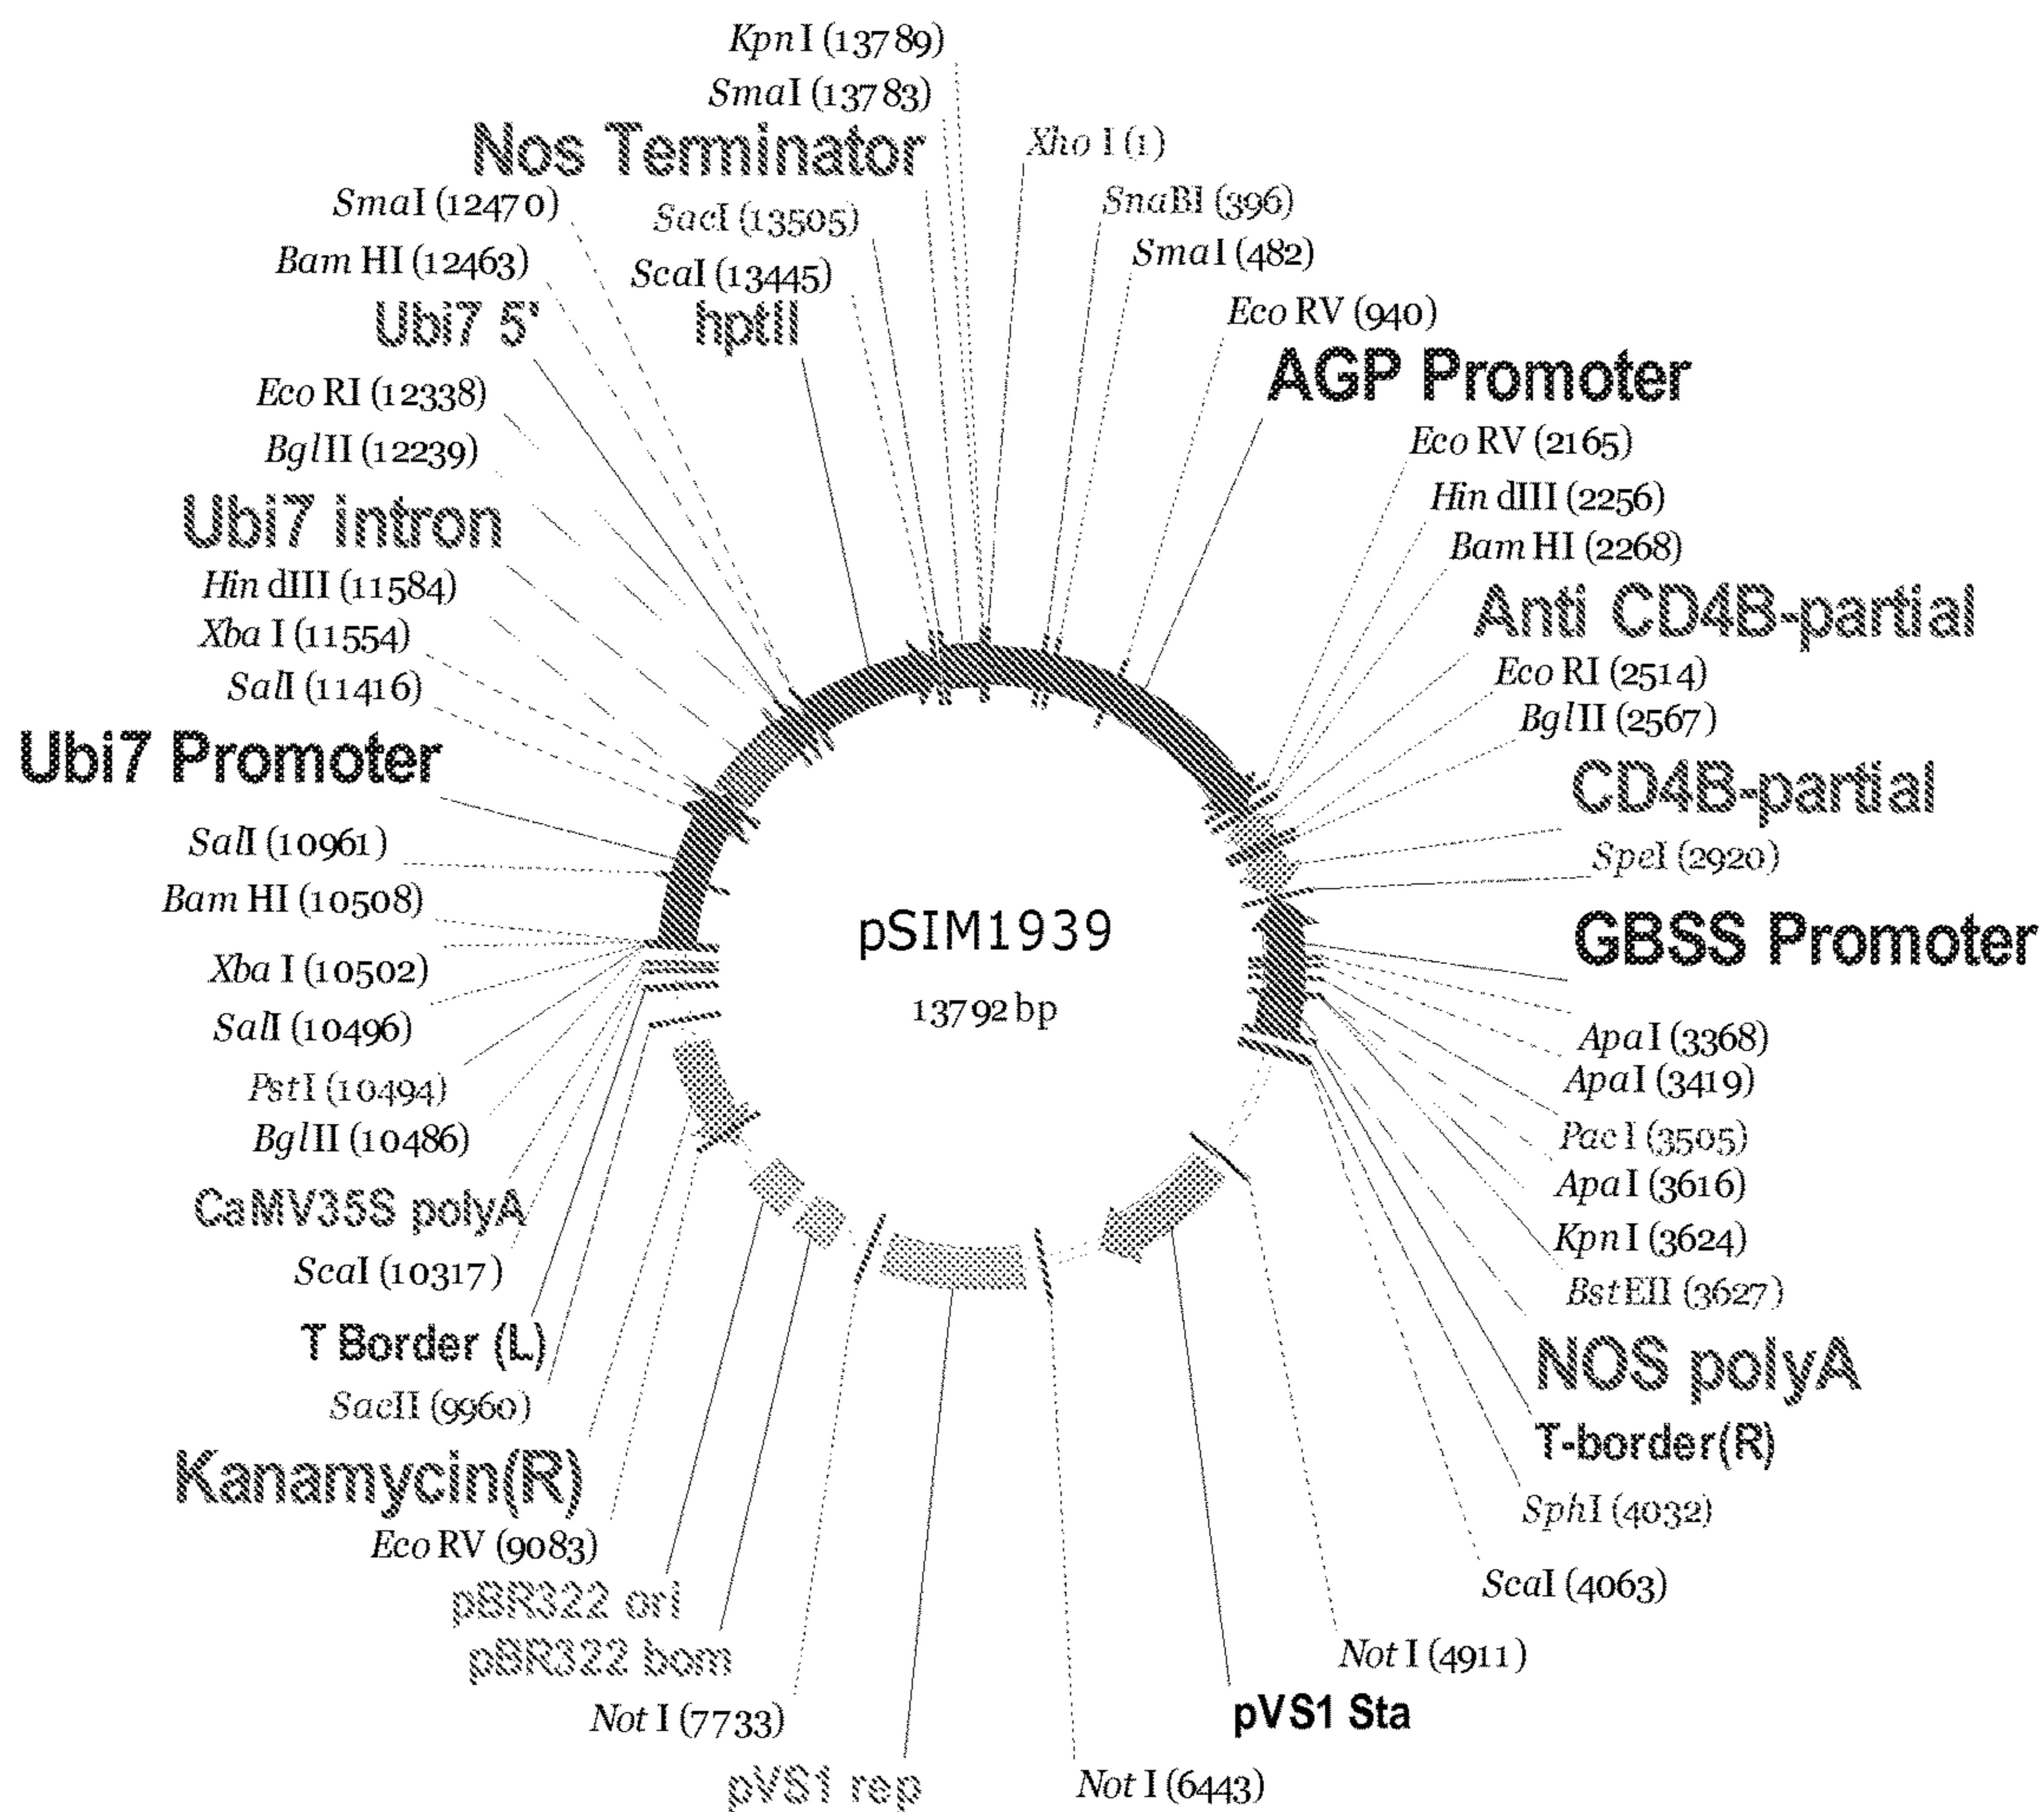 KpnI (13789)
SmaI (13783)
Nos Terminator
XhoI (1)
SmaI (12470)
SacI (13505)
SnaBI (396)
BamHI (12463)
ScaI (13445)
SmaI (482)
Ubi7 5'
hptII
EcoRV (940)
EcoRI (12338)
AGP Promoter
BglII (12239)
EcoRV (2165)
Ubi7 intron
HindIII (2256)
HindIII (11584)
BamHI (2268)
XbaI (11554)
Anti CD4B-partial
SalI (11416)
EcoRI (2514)
Ubi7 Promoter
BglII (2567)
CD4B-partial
SalI (10961)
SpeI (2920)
BamHI (10508)
pSIM1939
GBSS Promoter
XbaI (10502)
13792 bp
SalI (10496)
ApaI (3368)
PstI (10494)
ApaI (3419)
BglII (10486)
PacI (3505)
CaMV35S polyA
ApaI (3616)
ScaI (10317)
KpnI (3624)
T Border (L)
BstEII (3627)
SacII (9960)
NOS polyA
Kanamycin(R)
T-border(R)
EcoRV (9083)
SphI (4032)
pBR322 ori
ScaI (4063)
pBR322 bom
NotI (4911)
NotI (7733)
pVS1 Sta
pVS1 rep
NotI (6443)